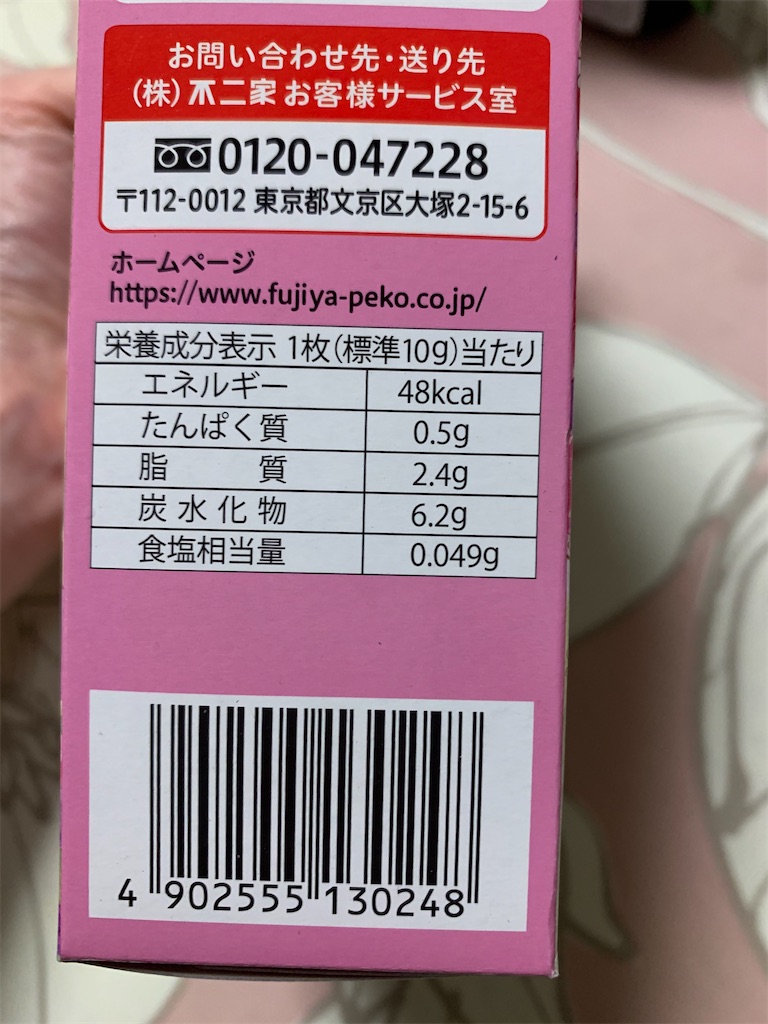 お問い合わせ先・送り先
(株)不二家お客様サービス室
0120-047228
〒112-0012 東京都文京区大塚2-15-6
ホームページ
https://www.fujiya-peko.co.jp/
栄養成分表示 1枚(標準10g)当たり
エネルギー 48kcal
たんぱく質 0.5g
脂質 2.4g
炭水化物 6.2g
食塩相当量 0.049g
4 902555 130248